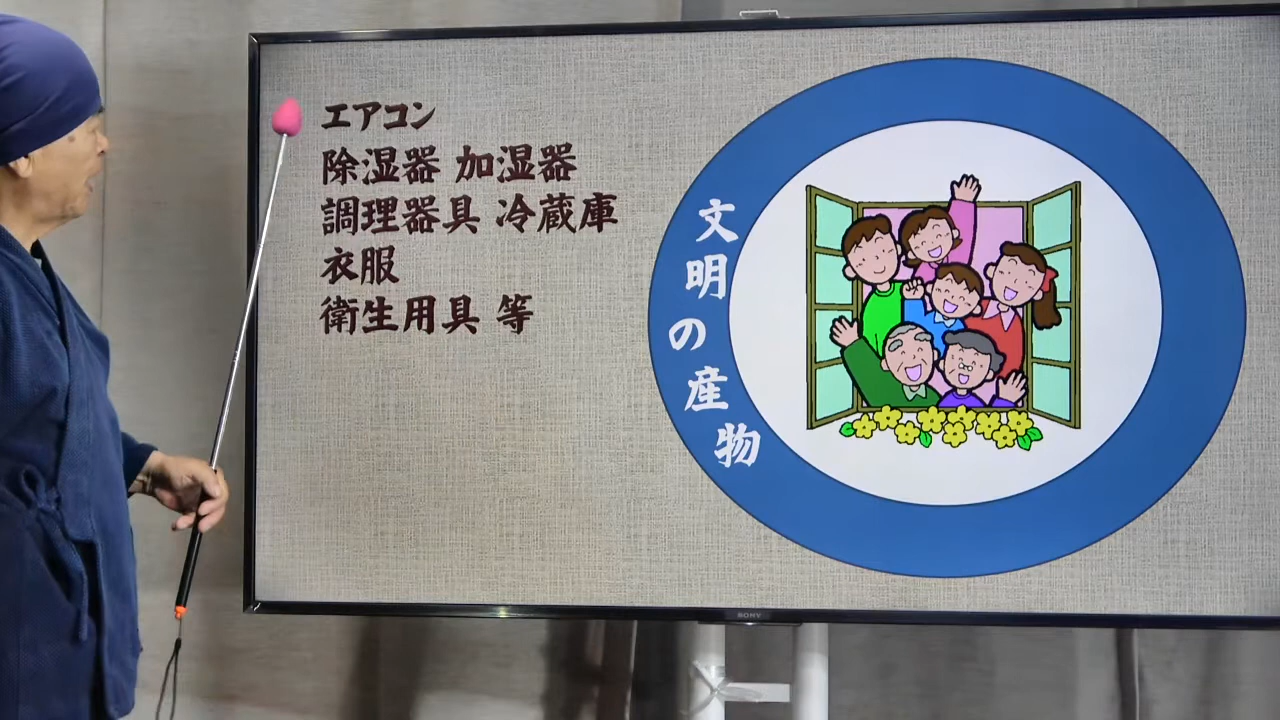 エアコン
除湿器 加湿器
調理器具 冷蔵庫
衣服
衛生用具 等
文明の産物
SONY